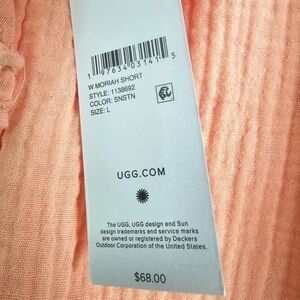 1 97634 03141 5
W MORIAH SHORT
STYLE: 1138692
COLOR: SNSTN
SIZE: L
UGG.COM
The UGG, UGG design and Sun
design trademarks and service marks
are owned or registered by Deckers
Outdoor Corporation of the United States.
$68.00